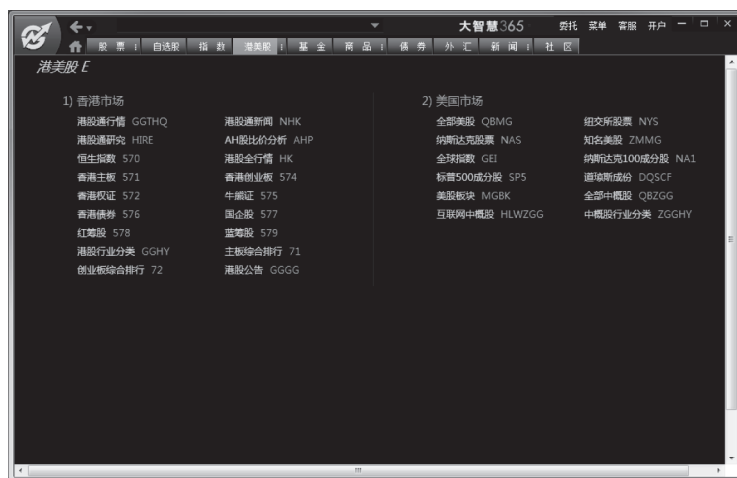 大智慧365 委托 菜单 客服 开户
股票 自选股 指数 港美股 基金 商品 债券 外汇 新闻 社区
港美股 E
1) 香港市场
港股通行情 GGTHQ 港股通新闻 NHK
港股通研究 HIRE AH股比价分析 AHP
恒生指数 570 港股全行情 HK
香港主板 571 香港创业板 574
香港权证 572 牛熊证 575
香港债券 576 国企股 577
红筹股 578 蓝筹股 579
港股行业分类 GGHY 主板综合排行 71
创业板综合排行 72 港股公告 GGGG
2) 美国市场
全部美股 QBMG 纽交所股票 NYS
纳斯达克股票 NAS 知名美股 ZMMG
全球指数 GEI 纳斯达克100成分股 NA1
标普500成分股 SP5 道琼斯成份 DQSCF
美股板块 MGBK 全部中概股 QBZGG
互联网中概股 HLWZGG 中概股行业分类 ZGGHY